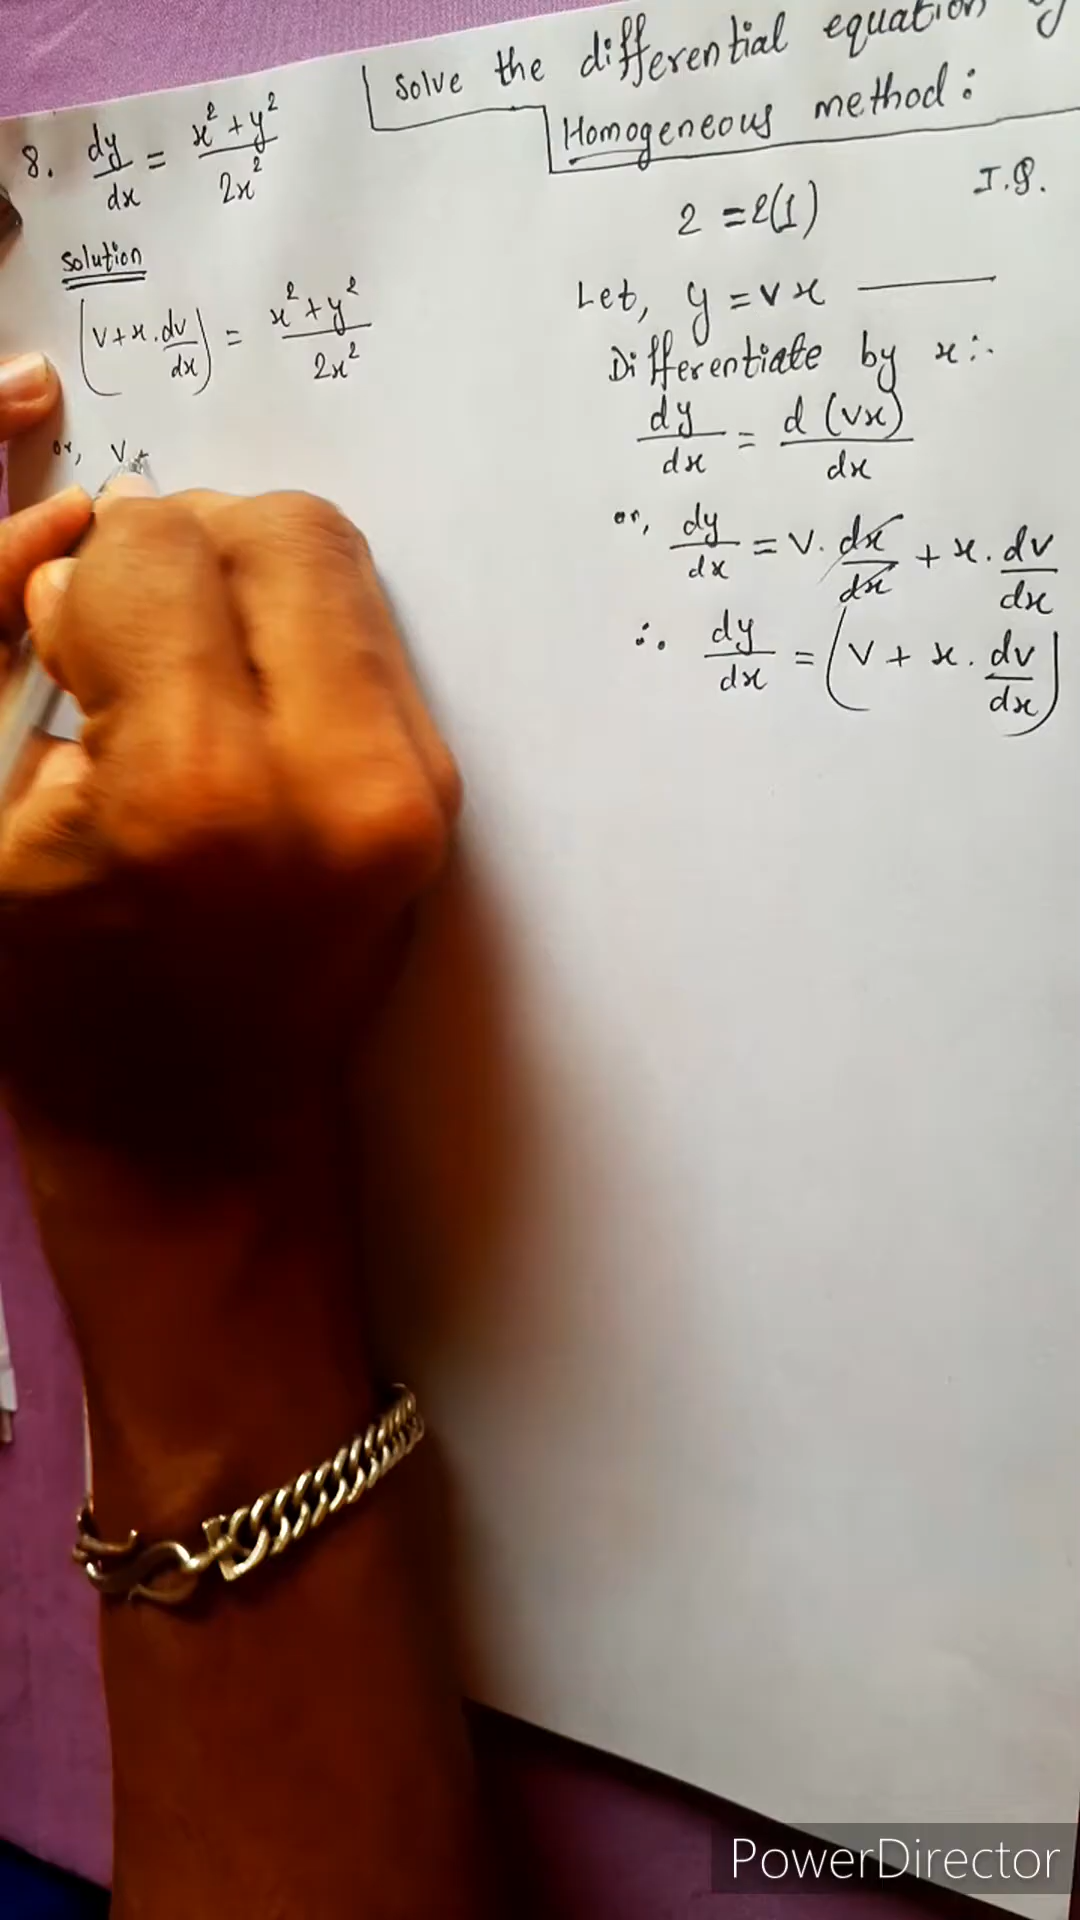 Solve the differential equation
Homogeneous method:
8. dy/dx = x² + y² / 2x²
2 = 2(1)
I.Q.
Solution
(v + x. dv/dx) = x² + y² / 2x²
or, v +
Let, y = vx ———
Differentiate by x:.
dy/dx = d (vx)/dx
or, dy/dx = v. dx/dx + x. dv/dx
∴ dy/dx = (v + x. dv/dx)
PowerDirector